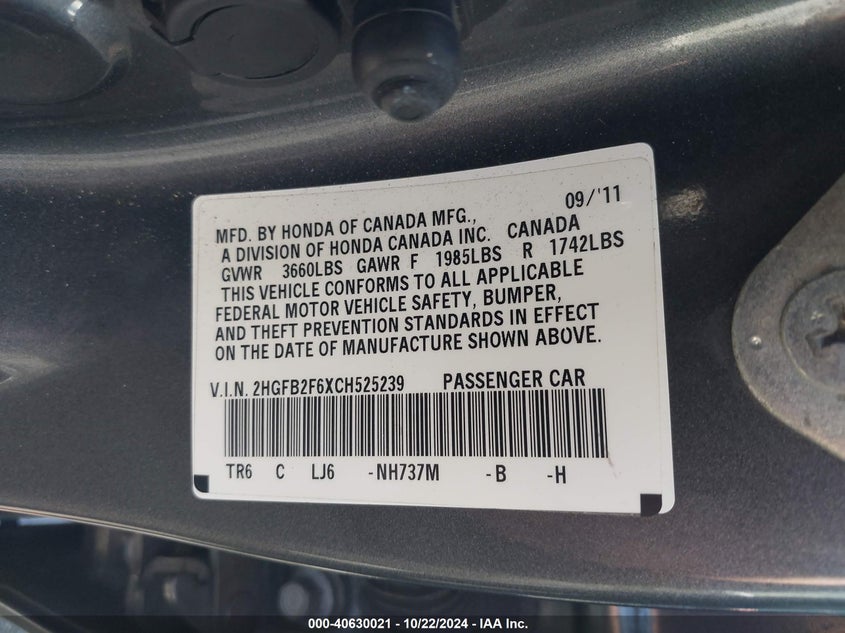 09/'11
MFD. BY HONDA OF CANADA MFG.,
A DIVISION OF HONDA CANADA INC. CANADA
GVWR 3660LBS GAWR F 1985LBS R 1742LBS
THIS VEHICLE CONFORMS TO ALL APPLICABLE
FEDERAL MOTOR VEHICLE SAFETY, BUMPER,
AND THEFT PREVENTION STANDARDS IN EFFECT
ON THE DATE OF MANUFACTURE SHOWN ABOVE.
V.I.N. 2HGFB2F6XCH525239 PASSENGER CAR
TR6 C LJ6 -NH737M -B -H
000-40630021 - 10/22/2024 - IAA Inc.